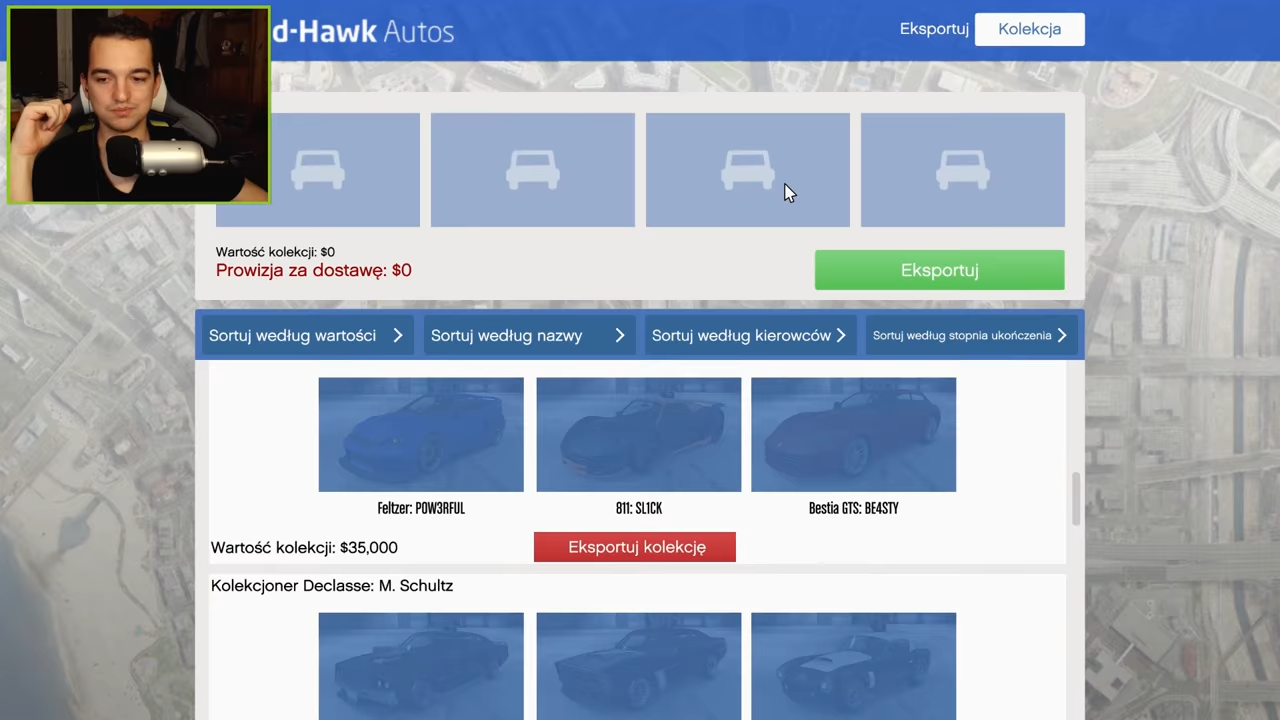 d-Hawk Autos
Eksportuj
Kolekcja
Wartość kolekcji: $0
Prowizja za dostawę: $0
Eksportuj
Sortuj według wartości
Sortuj według nazwy
Sortuj według kierowców
Sortuj według stopnia ukończenia
Feltzer: P0W3RFUL
811: SL1CK
Bestia GTS: BE4STY
Wartość kolekcji: $35,000
Eksportuj kolekcję
Kolekcjoner Declasse: M. Schultz